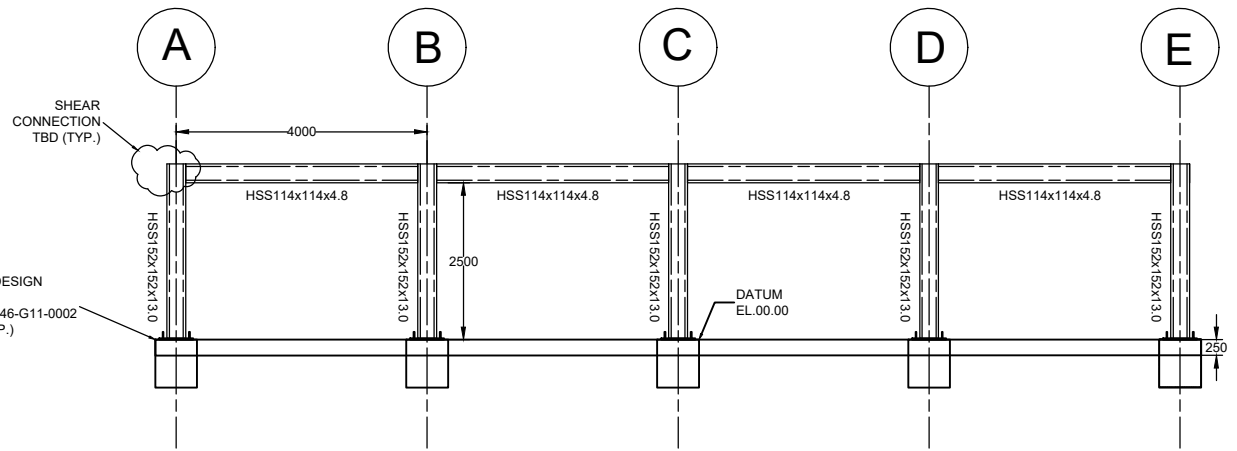 A
B
C
D
E
SHEAR
CONNECTION
TBD (TYP.)
4000
HSS114x114x4.8
HSS114x114x4.8
HSS114x114x4.8
HSS114x114x4.8
HSS152x152x13.0
HSS152x152x13.0
HSS152x152x13.0
HSS152x152x13.0
HSS152x152x13.0
2500
ESIGN
46-G11-0002
P.)
DATUM
EL.00.00
250